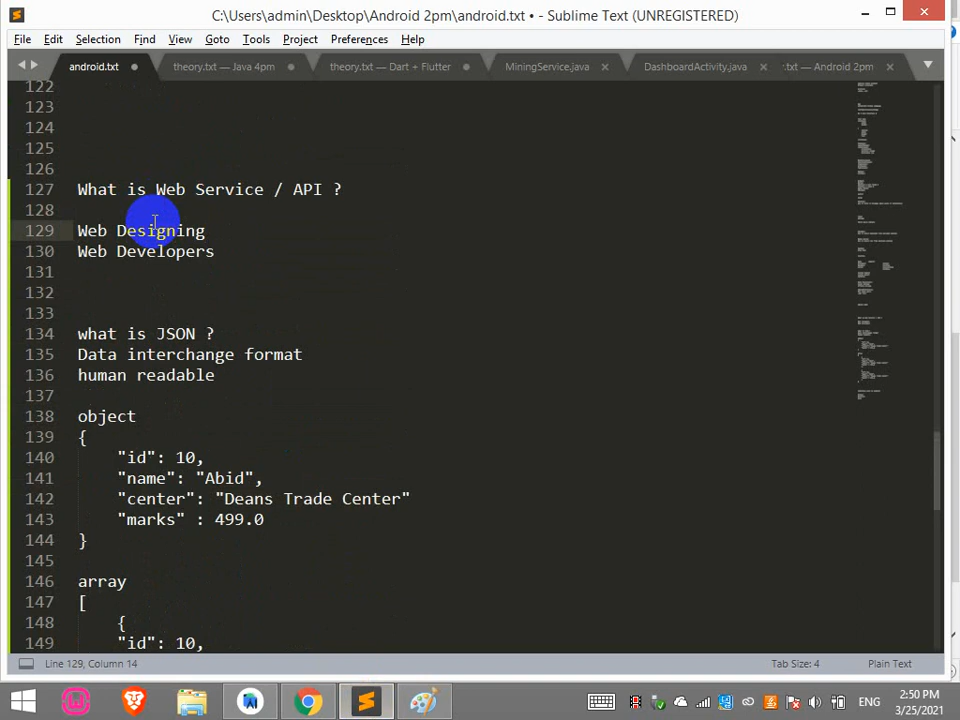 C:\Users\admin\Desktop\Android 2pm\android.txt • - Sublime Text (UNREGISTERED)
File Edit Selection Find View Goto Tools Project Preferences Help
android.txt theory.txt — Java 4pm theory.txt — Dart + Flutter MiningService.java DashboardActivity.java .txt — Android 2pm
122
123
124
125
126
127 What is Web Service / API ?
128
129 Web Designing
130 Web Developers
131
132
133
134 what is JSON ?
135 Data interchange format
136 human readable
137
138 object
139 {
140 "id": 10,
141 "name": "Abid",
142 "center": "Deans Trade Center"
143 "marks" : 499.0
144 }
145
146 array
147 [
148 {
149 "id": 10,
Line 129, Column 14 Tab Size: 4 Plain Text
ENG 2:50 PM
3/25/2021